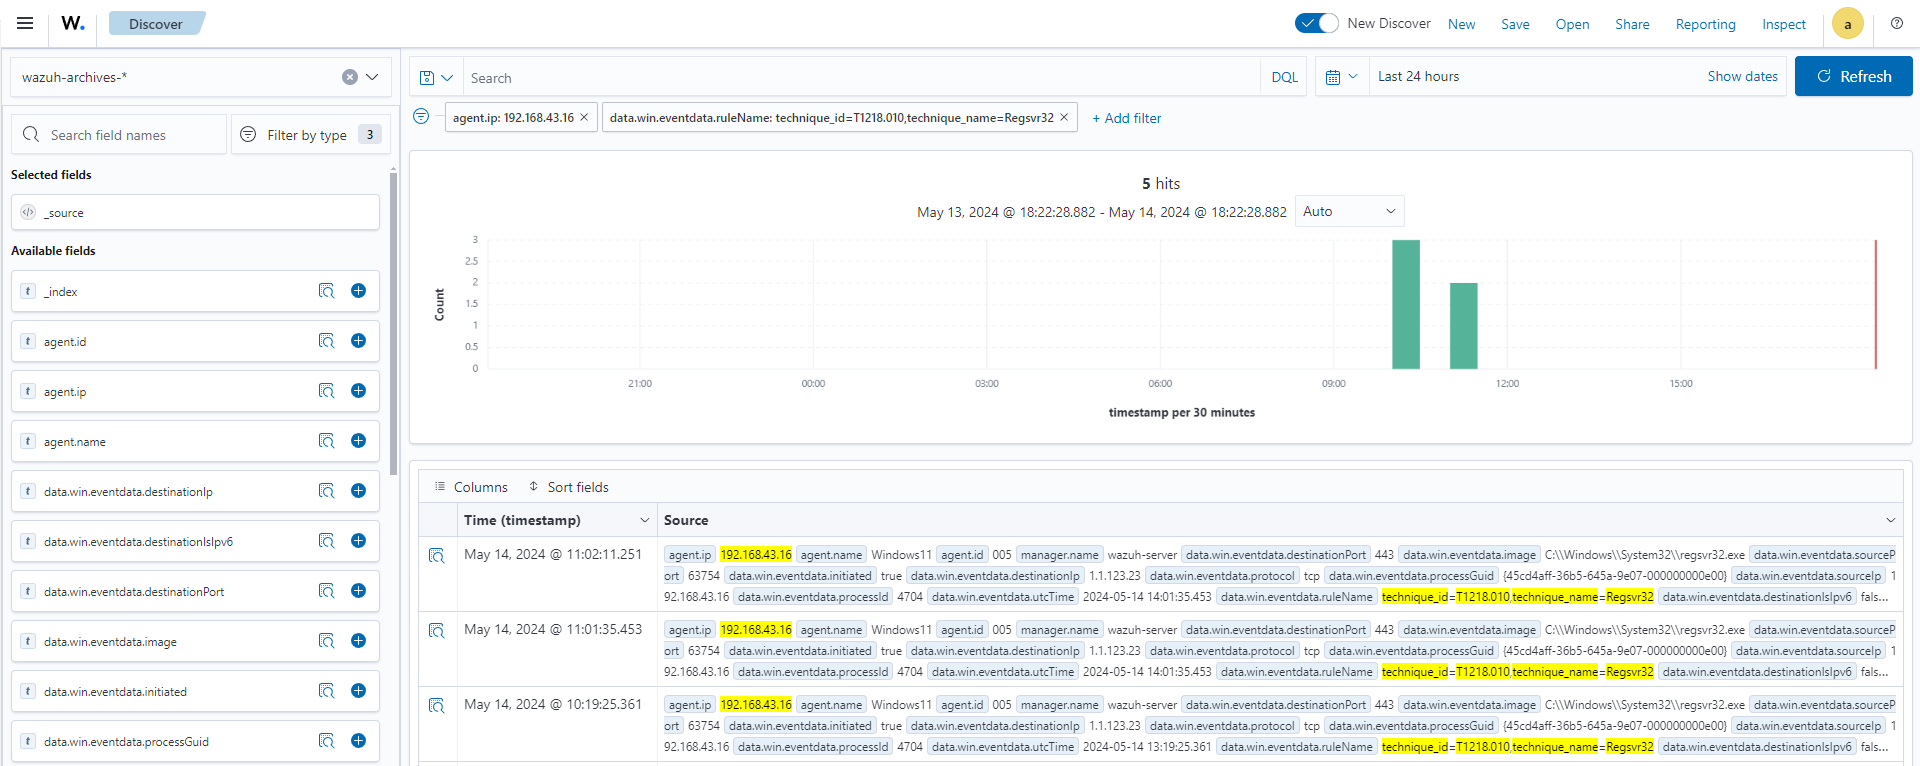 W. Discover New Discover New Save Open Share Reporting Inspect a
wazuh-archives-* Search DQL Last 24 hours Show dates Refresh
agent.ip: 192.168.43.16 × data.win.eventdata.ruleName: technique_id=T1218.010,technique_name=Regsvr32 × + Add filter
Search field names Filter by type 3
Selected fields
_source
Available fields
t _index
t agent.id
t agent.ip
t agent.name
t data.win.eventdata.destinationIp
t data.win.eventdata.destinationIsIpv6
t data.win.eventdata.destinationPort
t data.win.eventdata.image
t data.win.eventdata.initiated
t data.win.eventdata.processGuid
5 hits
May 13, 2024 @ 18:22:28.882 - May 14, 2024 @ 18:22:28.882 Auto
Count
3
2.5
2
1.5
1
0.5
0
21:00 00:00 03:00 06:00 09:00 12:00 15:00
timestamp per 30 minutes
Columns Sort fields
Time (timestamp) Source
May 14, 2024 @ 11:02:11.251 agent.ip 192.168.43.16 agent.name Windows11 agent.id 005 manager.name wazuh-server data.win.eventdata.destinationPort 443 data.win.eventdata.image C:\\Windows\\System32\\regsvr32.exe data.win.eventdata.sourceP
ort 63754 data.win.eventdata.initiated true data.win.eventdata.destinationIp 1.1.123.23 data.win.eventdata.protocol tcp data.win.eventdata.processGuid {45cd4aff-36b5-645a-9e07-000000000e00} data.win.eventdata.sourceIp 1
92.168.43.16 data.win.eventdata.processId 4704 data.win.eventdata.utcTime 2024-05-14 14:01:35.453 data.win.eventdata.ruleName technique_id=T1218.010,technique_name=Regsvr32 data.win.eventdata.destinationIsIpv6 fals...
May 14, 2024 @ 11:01:35.453 agent.ip 192.168.43.16 agent.name Windows11 agent.id 005 manager.name wazuh-server data.win.eventdata.destinationPort 443 data.win.eventdata.image C:\\Windows\\System32\\regsvr32.exe data.win.eventdata.sourceP
ort 63754 data.win.eventdata.initiated true data.win.eventdata.destinationIp 1.1.123.23 data.win.eventdata.protocol tcp data.win.eventdata.processGuid {45cd4aff-36b5-645a-9e07-000000000e00} data.win.eventdata.sourceIp 1
92.168.43.16 data.win.eventdata.processId 4704 data.win.eventdata.utcTime 2024-05-14 14:01:35.453 data.win.eventdata.ruleName technique_id=T1218.010,technique_name=Regsvr32 data.win.eventdata.destinationIsIpv6 fals...
May 14, 2024 @ 10:19:25.361 agent.ip 192.168.43.16 agent.name Windows11 agent.id 005 manager.name wazuh-server data.win.eventdata.destinationPort 443 data.win.eventdata.image C:\\Windows\\System32\\regsvr32.exe data.win.eventdata.sourceP
ort 63754 data.win.eventdata.initiated true data.win.eventdata.destinationIp 1.1.123.23 data.win.eventdata.protocol tcp data.win.eventdata.processGuid {45cd4aff-36b5-645a-9e07-000000000e00} data.win.eventdata.sourceIp 1
92.168.43.16 data.win.eventdata.processId 4704 data.win.eventdata.utcTime 2024-05-14 13:19:25.361 data.win.eventdata.ruleName technique_id=T1218.010,technique_name=Regsvr32 data.win.eventdata.destinationIsIpv6 fals...